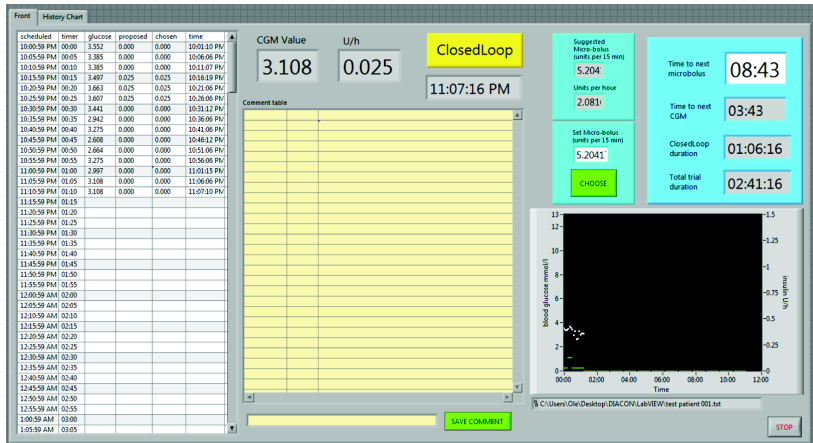 Front History Chart
scheduled timer glucose proposed chosen time
10:00:59 PM 00:00 3.552 0.000 0.000 10:01:10 PM
10:05:59 PM 00:05 3.385 0.000 0.000 10:06:06 PM
10:10:59 PM 00:10 3.385 0.000 0.000 10:11:07 PM
10:15:59 PM 00:15 3.497 0.025 0.025 10:16:19 PM
10:20:59 PM 00:20 3.663 0.025 0.025 10:21:06 PM
10:25:59 PM 00:25 3.607 0.025 0.025 10:26:06 PM
10:30:59 PM 00:30 3.441 0.000 0.000 10:31:12 PM
10:35:59 PM 00:35 2.942 0.000 0.000 10:36:06 PM
10:40:59 PM 00:40 3.275 0.000 0.000 10:41:06 PM
10:45:59 PM 00:45 2.608 0.000 0.000 10:46:12 PM
10:50:59 PM 00:50 2.664 0.000 0.000 10:51:06 PM
10:55:59 PM 00:55 3.275 0.000 0.000 10:56:06 PM
11:00:59 PM 01:00 2.997 0.000 0.000 11:01:15 PM
11:05:59 PM 01:05 3.108 0.000 0.000 11:06:06 PM
11:10:59 PM 01:10 3.108 0.000 0.000 11:07:10 PM
11:15:59 PM 01:15
11:20:59 PM 01:20
11:25:59 PM 01:25
11:30:59 PM 01:30
11:35:59 PM 01:35
11:40:59 PM 01:40
11:45:59 PM 01:45
11:50:59 PM 01:50
11:55:59 PM 01:55
12:00:59 AM 02:00
12:05:59 AM 02:05
12:10:59 AM 02:10
12:15:59 AM 02:15
12:20:59 AM 02:20
12:25:59 AM 02:25
12:30:59 AM 02:30
12:35:59 AM 02:35
12:40:59 AM 02:40
12:45:59 AM 02:45
12:50:59 AM 02:50
12:55:59 AM 02:55
1:00:59 AM 03:00
1:05:59 AM 03:05
CGM Value
3.108
U/h
0.025
ClosedLoop
11:07:16 PM
Comment table
SAVE COMMENT
Suggested
Micro-bolus
(units per 15 min)
5.204
Units per hour
2.081
Set Micro-bolus
(units per 15 min)
5.2041
CHOOSE
Time to next
microbolus
08:43
Time to next
CGM
03:43
ClosedLoop
duration
01:06:16
Total trial
duration
02:41:16
blood glucose mmol/l
13
12
10
8
6
4
2
0
00:00 02:00 04:00 06:00 08:00 10:00 12:00
Time
1.5
1.25
1
0.75
0.5
0.25
0
insulin U/h
C:\Users\Ole\Desktop\DIACON\LabVIEW\test patient 001.txt
STOP